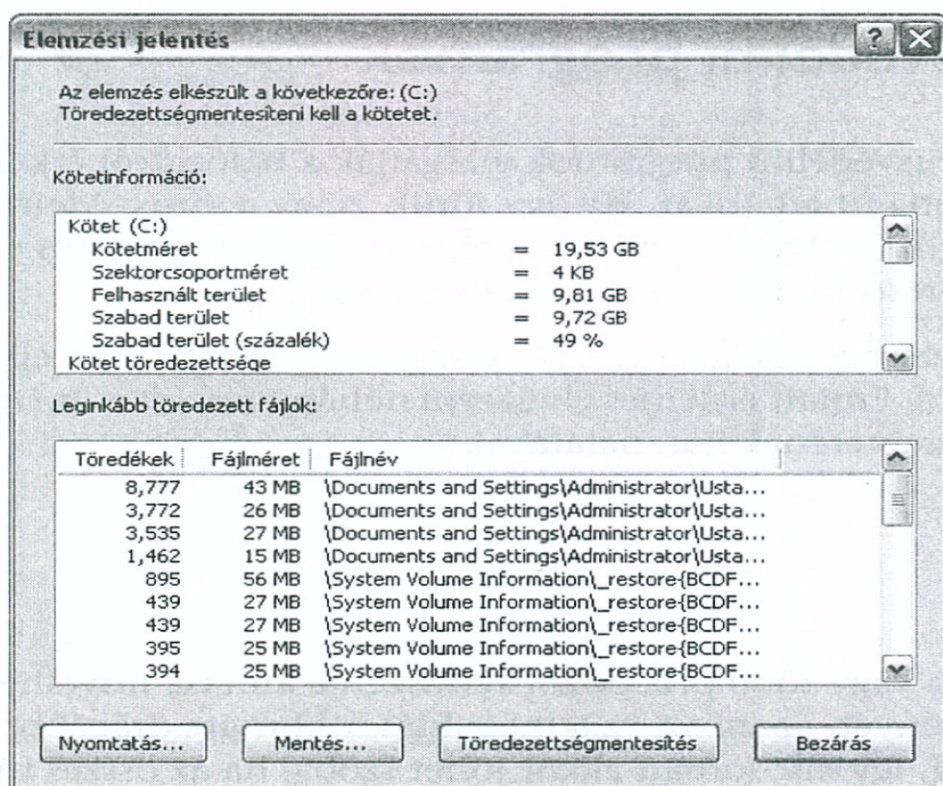 Elemzési jelentés
Az elemzés elkészült a következőre: (C:)
Töredezettségmentesíteni kell a kötetet.
Kötetinformáció:
Kötet (C:)
Kötetméret = 19,53 GB
Szektorcsoportméret = 4 KB
Felhasznált terület = 9,81 GB
Szabad terület = 9,72 GB
Szabad terület (százalék) = 49 %
Kötet töredezettsége
Leginkább töredezett fájlok:
Töredékek Fájlméret Fájlnév
8,777 43 MB \Documents and Settings\Administrator\Usta...
3,772 26 MB \Documents and Settings\Administrator\Usta...
3,535 27 MB \Documents and Settings\Administrator\Usta...
1,462 15 MB \Documents and Settings\Administrator\Usta...
895 56 MB \System Volume Information\_restore{BCDF...
439 27 MB \System Volume Information\_restore{BCDF...
439 27 MB \System Volume Information\_restore{BCDF...
395 25 MB \System Volume Information\_restore{BCDF...
394 25 MB \System Volume Information\_restore{BCDF...
Nyomtatás... Mentés... Töredezettségmentesítés Bezárás